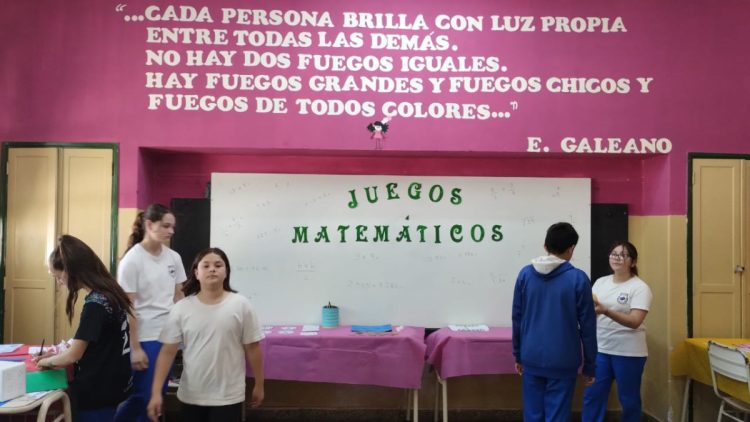 "...CADA PERSONA BRILLA CON LUZ PROPIA
ENTRE TODAS LAS DEMÁS.
NO HAY DOS FUEGOS IGUALES.
HAY FUEGOS GRANDES Y FUEGOS CHICOS Y
FUEGOS DE TODOS COLORES..."
E. GALEANO
JUEGOS
MATEMÁTICOS